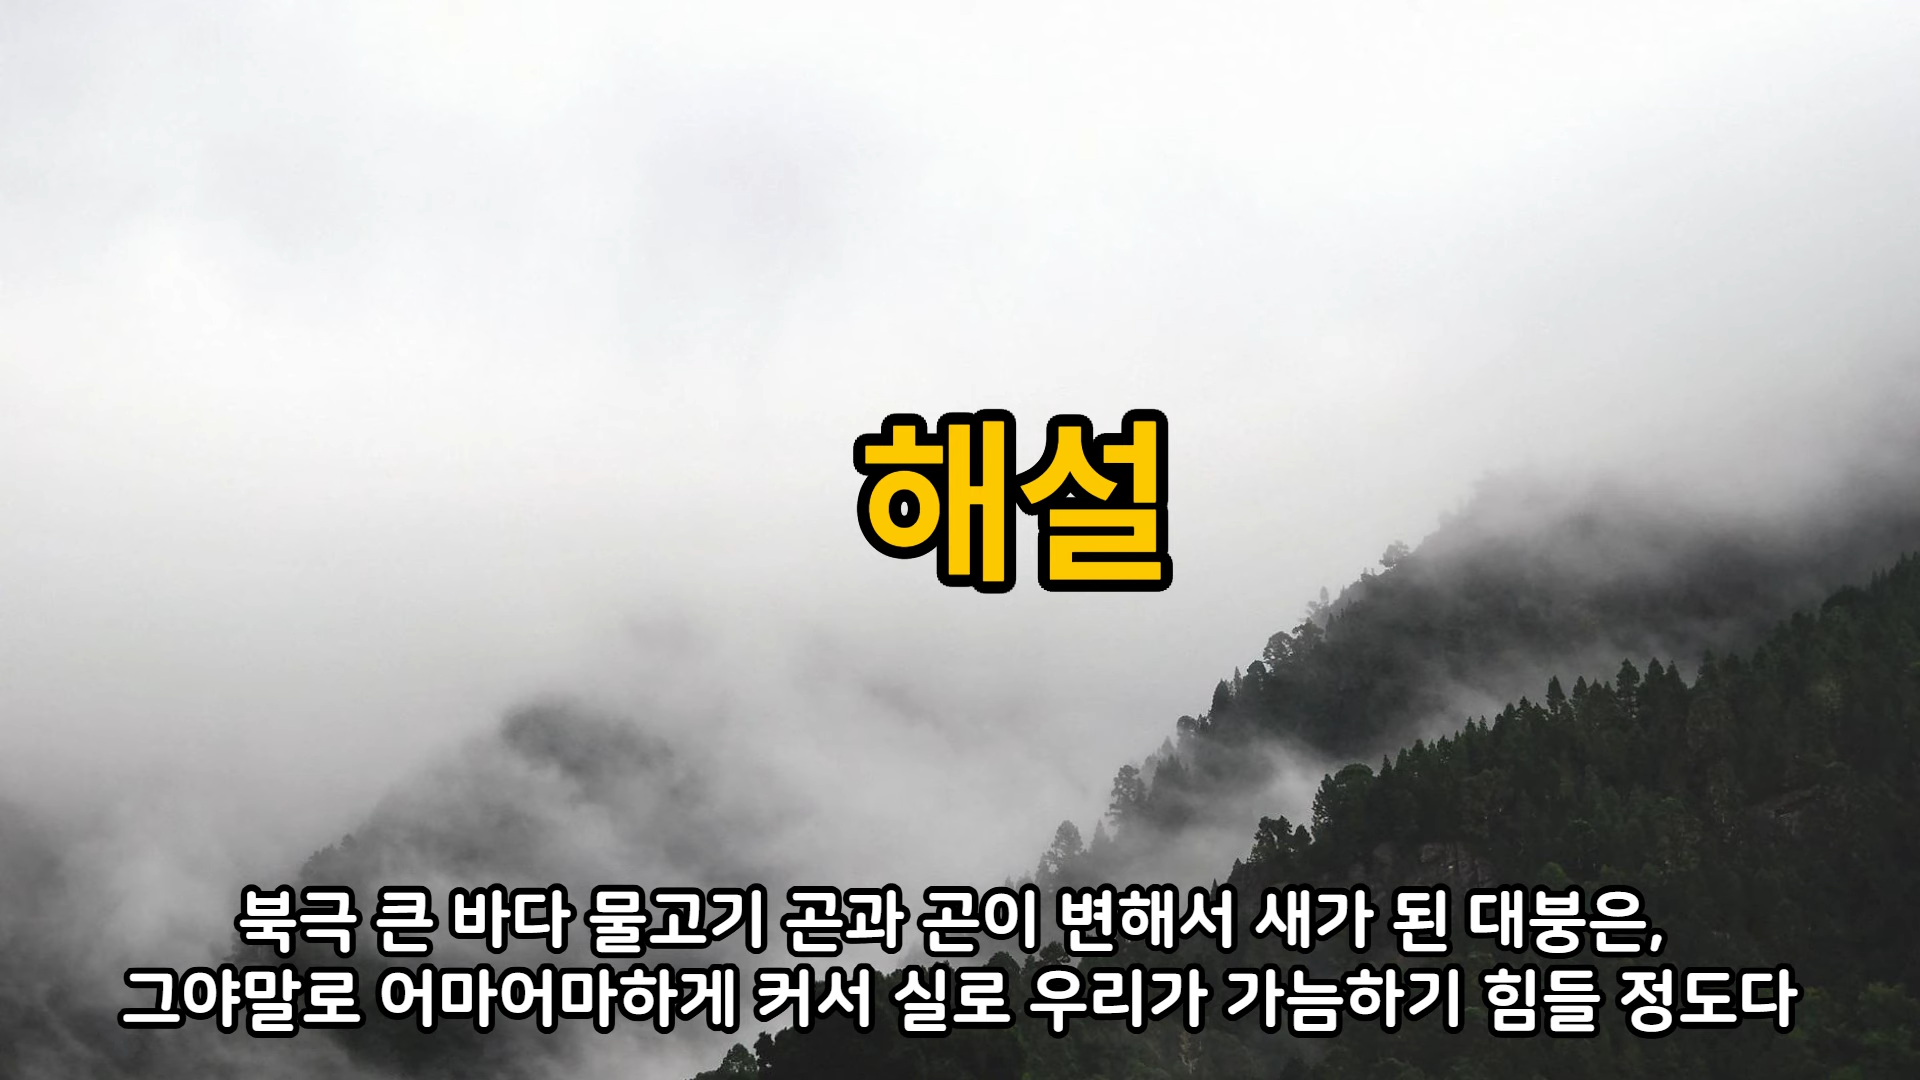 해설
북극 큰 바다 물고기 곤과 곤이 변해서 새가 된 대붕은,
그야말로 어마어마하게 커서 실로 우리가 가늠하기 힘들 정도다